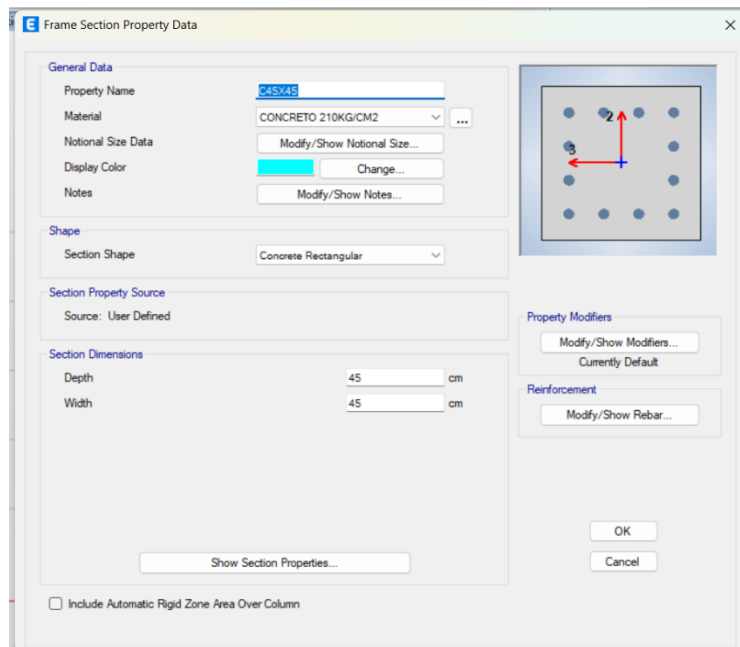 E Frame Section Property Data
General Data
Property Name C45X45
Material CONCRETO 210KG/CM2 ...
Notional Size Data Modify/Show Notional Size...
Display Color Change...
Notes Modify/Show Notes...
Shape
Section Shape Concrete Rectangular
Section Property Source
Source: User Defined
Section Dimensions
Depth 45 cm
Width 45 cm
Show Section Properties...
Include Automatic Rigid Zone Area Over Column
2
3
Property Modifiers
Modify/Show Modifiers...
Currently Default
Reinforcement
Modify/Show Rebar...
OK
Cancel